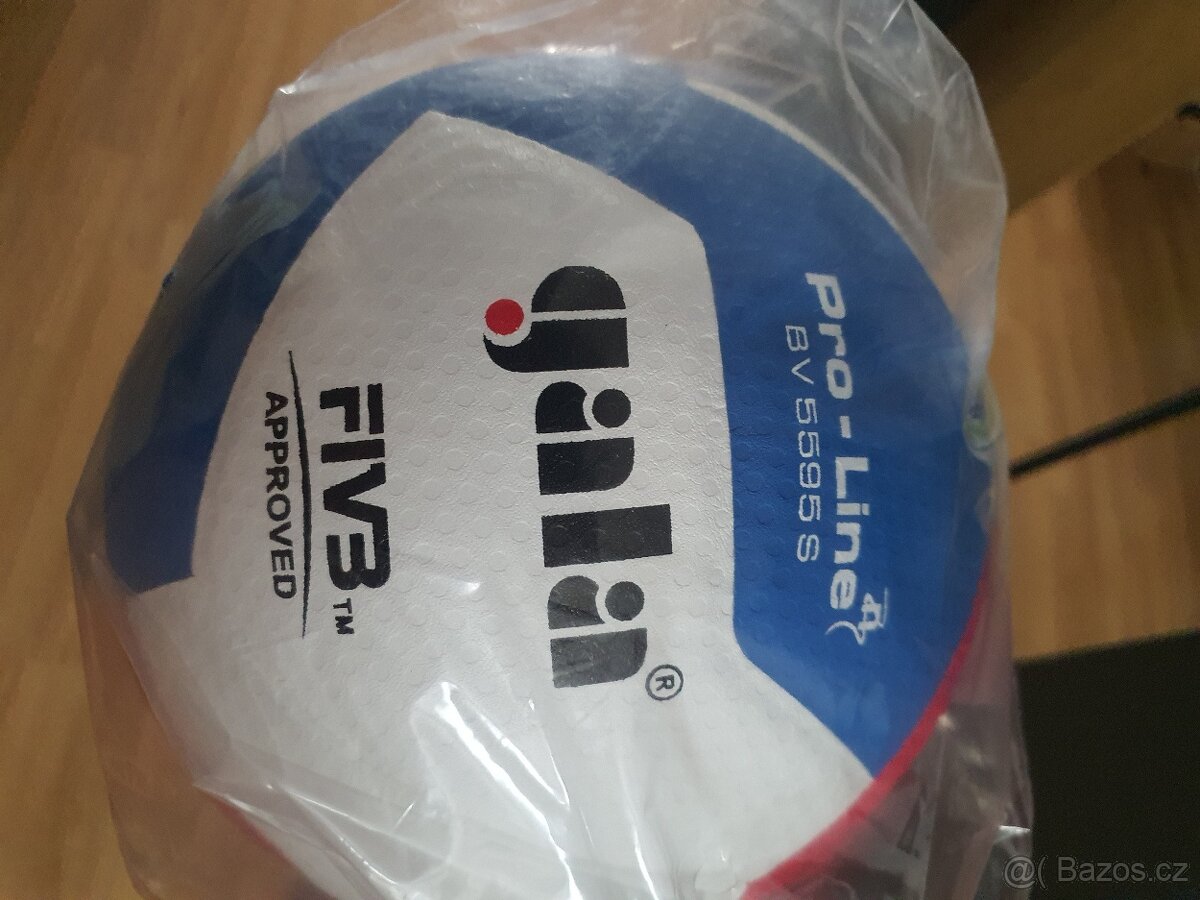 Pro-Line
BV 5595 S
gala®
FIVB™
APPROVED
@( Bazos.cz